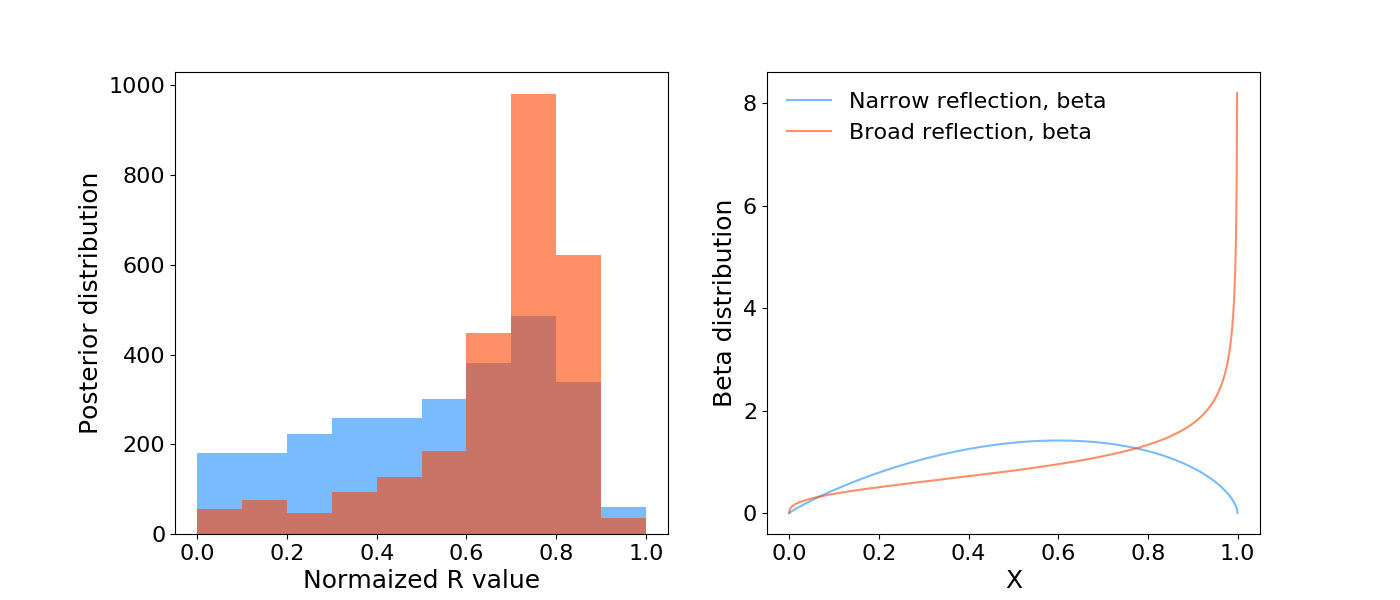 Posterior distribution
1000
800
600
400
200
0
0.0 0.2 0.4 0.6 0.8 1.0
Normaized R value
Beta distribution
8
6
4
2
0
Narrow reflection, beta
Broad reflection, beta
0.0 0.2 0.4 0.6 0.8 1.0
X